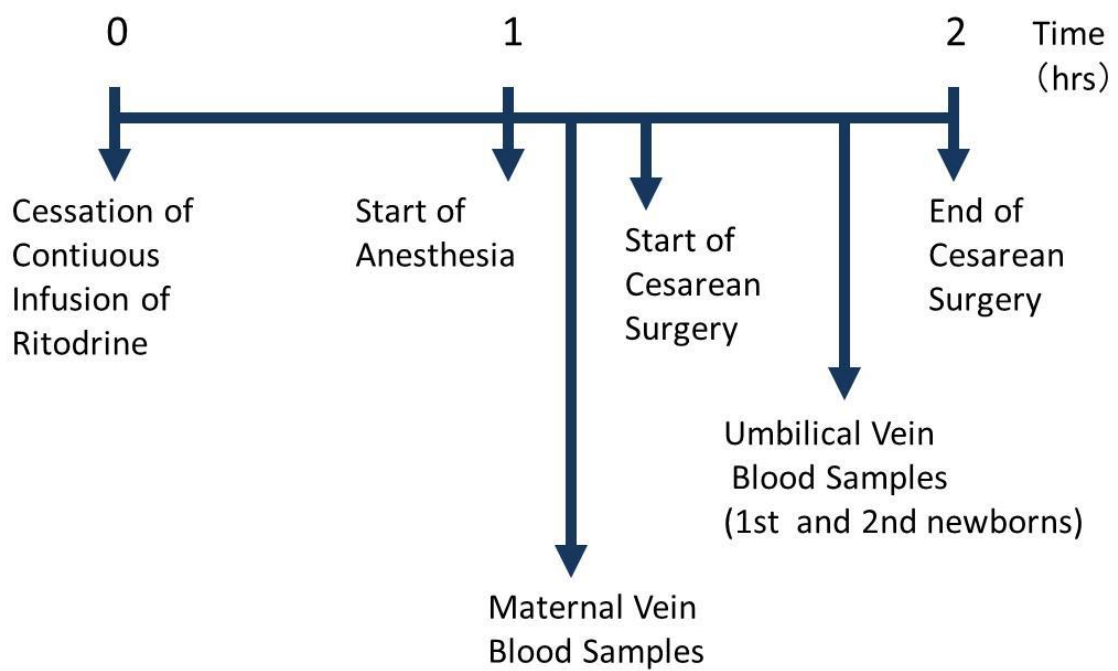 0
1
2
Time
（hrs）
Cessation of
Contiuous
Infusion of
Ritodrine
Start of
Anesthesia
Start of
Cesarean
Surgery
End of
Cesarean
Surgery
Umbilical Vein
Blood Samples
(1st and 2nd newborns)
Maternal Vein
Blood Samples